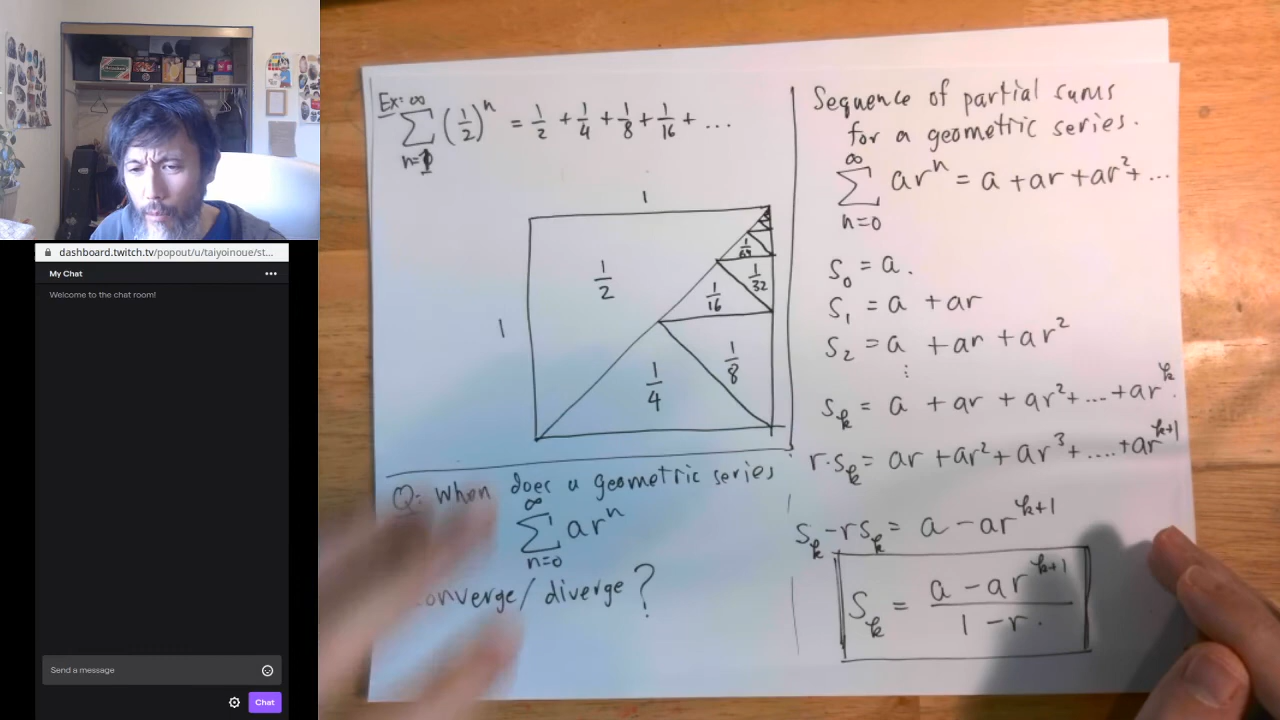 dashboard.twitch.tv/popout/u/taiyoinoue/st...
My Chat
Welcome to the chat room!
Send a message
Chat
Ex: ∞
∑ (1/2)^n = 1/2 + 1/4 + 1/8 + 1/16 + ...
n=1
1
1
1/2
1/4
1/8
1/16
1/32
1/64
Q: When does a geometric series
∞
∑ ar^n
n=0
converge/diverge?
Sequence of partial sums
for a geometric series.
∞
∑ ar^n = a + ar + ar^2 + ...
n=0
S_0 = a.
S_1 = a + ar
S_2 = a + ar + ar^2
⋮
S_k = a + ar + ar^2 + .... + ar^k.
r·S_k = ar + ar^2 + ar^3 + ..... + ar^{k+1}
S_k - rS_k = a - ar^{k+1}
S_k = (a - ar^{k+1})/(1 - r).